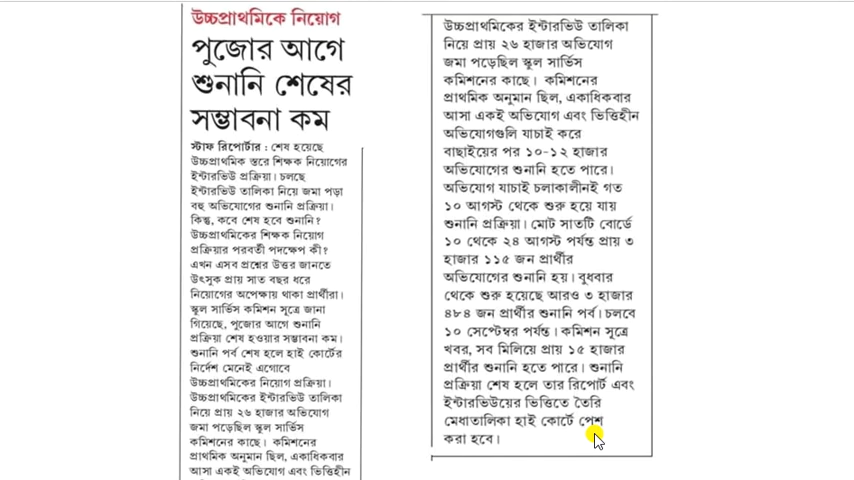 উচ্চপ্রাথমিকে নিয়োগ
পুজোর আগে
শুনানি শেষের
সম্ভাবনা কম
স্টাফ রিপোর্টার : শেষ হয়েছে
উচ্চপ্রাথমিক স্তরে শিক্ষক নিয়োগের
ইন্টারভিউ প্রক্রিয়া। চলছে
ইন্টারভিউ তালিকা নিয়ে জমা পড়া
বহু অভিযোগের শুনানি প্রক্রিয়া।
কিন্তু, কবে শেষ হবে শুনানি?
উচ্চপ্রাথমিকের শিক্ষক নিয়োগ
প্রক্রিয়ার পরবর্তী পদক্ষেপ কী?
এখন এসব প্রশ্নের উত্তর জানতে
উৎসুক প্রায় সাত বছর ধরে
নিয়োগের অপেক্ষায় থাকা প্রার্থীরা।
স্কুল সার্ভিস কমিশন সূত্রে জানা
গিয়েছে, পুজোর আগে শুনানি
প্রক্রিয়া শেষ হওয়ার সম্ভাবনা কম।
শুনানি পর্ব শেষ হলে হাই কোর্টের
নির্দেশ মেনেই এগোবে
উচ্চপ্রাথমিকের নিয়োগ প্রক্রিয়া।
উচ্চপ্রাথমিকের ইন্টারভিউ তালিকা
নিয়ে প্রায় ২৬ হাজার অভিযোগ
জমা পড়েছিল স্কুল সার্ভিস
কমিশনের কাছে। কমিশনের
প্রাথমিক অনুমান ছিল, একাধিকবার
আসা একই অভিযোগ এবং ভিত্তিহীন
উচ্চপ্রাথমিকের ইন্টারভিউ তালিকা
নিয়ে প্রায় ২৬ হাজার অভিযোগ
জমা পড়েছিল স্কুল সার্ভিস
কমিশনের কাছে। কমিশনের
প্রাথমিক অনুমান ছিল, একাধিকবার
আসা একই অভিযোগ এবং ভিত্তিহীন
অভিযোগগুলি যাচাই করে
বাছাইয়ের পর ১০-১২ হাজার
অভিযোগের শুনানি হতে পারে।
অভিযোগ যাচাই চলাকালীনই গত
১০ আগস্ট থেকে শুরু হয়ে যায়
শুনানি প্রক্রিয়া। মোট সাতটি বোর্ডে
১০ থেকে ২৪ আগস্ট পর্যন্ত প্রায় ৩
হাজার ১১৫ জন প্রার্থীর
অভিযোগের শুনানি হয়। বুধবার
থেকে শুরু হয়েছে আরও ৩ হাজার
৪৮৪ জন প্রার্থীর শুনানি পর্ব। চলবে
১০ সেপ্টেম্বর পর্যন্ত। কমিশন সূত্রে
খবর, সব মিলিয়ে প্রায় ১৫ হাজার
প্রার্থীর শুনানি হতে পারে। শুনানি
প্রক্রিয়া শেষ হলে তার রিপোর্ট এবং
ইন্টারভিউয়ের ভিত্তিতে তৈরি
মেধাতালিকা হাই কোর্টে পেশ
করা হবে।